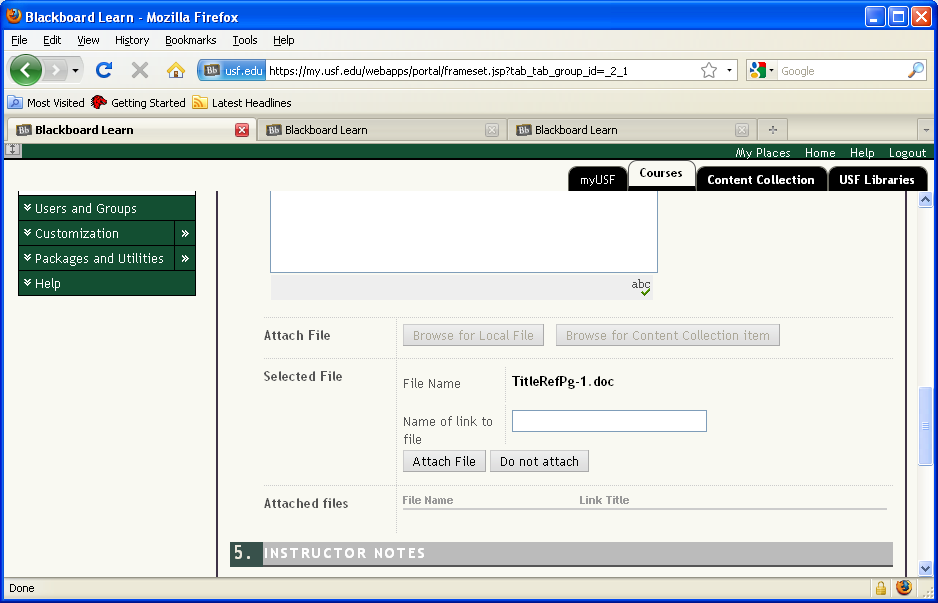 Blackboard Learn - Mozilla Firefox
File Edit View History Bookmarks Tools Help
Bb usf.edu https://my.usf.edu/webapps/portal/frameset.jsp?tab_tab_group_id=_2_1 Google
Most Visited Getting Started Latest Headlines
Bb Blackboard Learn Bb Blackboard Learn Bb Blackboard Learn
My Places Home Help Logout
myUSF Courses Content Collection USF Libraries
Users and Groups
Customization
Packages and Utilities
Help
abc
Attach File Browse for Local File Browse for Content Collection item
Selected File File Name TitleRefPg-1.doc
Name of link to
file
Attach File Do not attach
Attached files File Name Link Title
5. INSTRUCTOR NOTES
Done